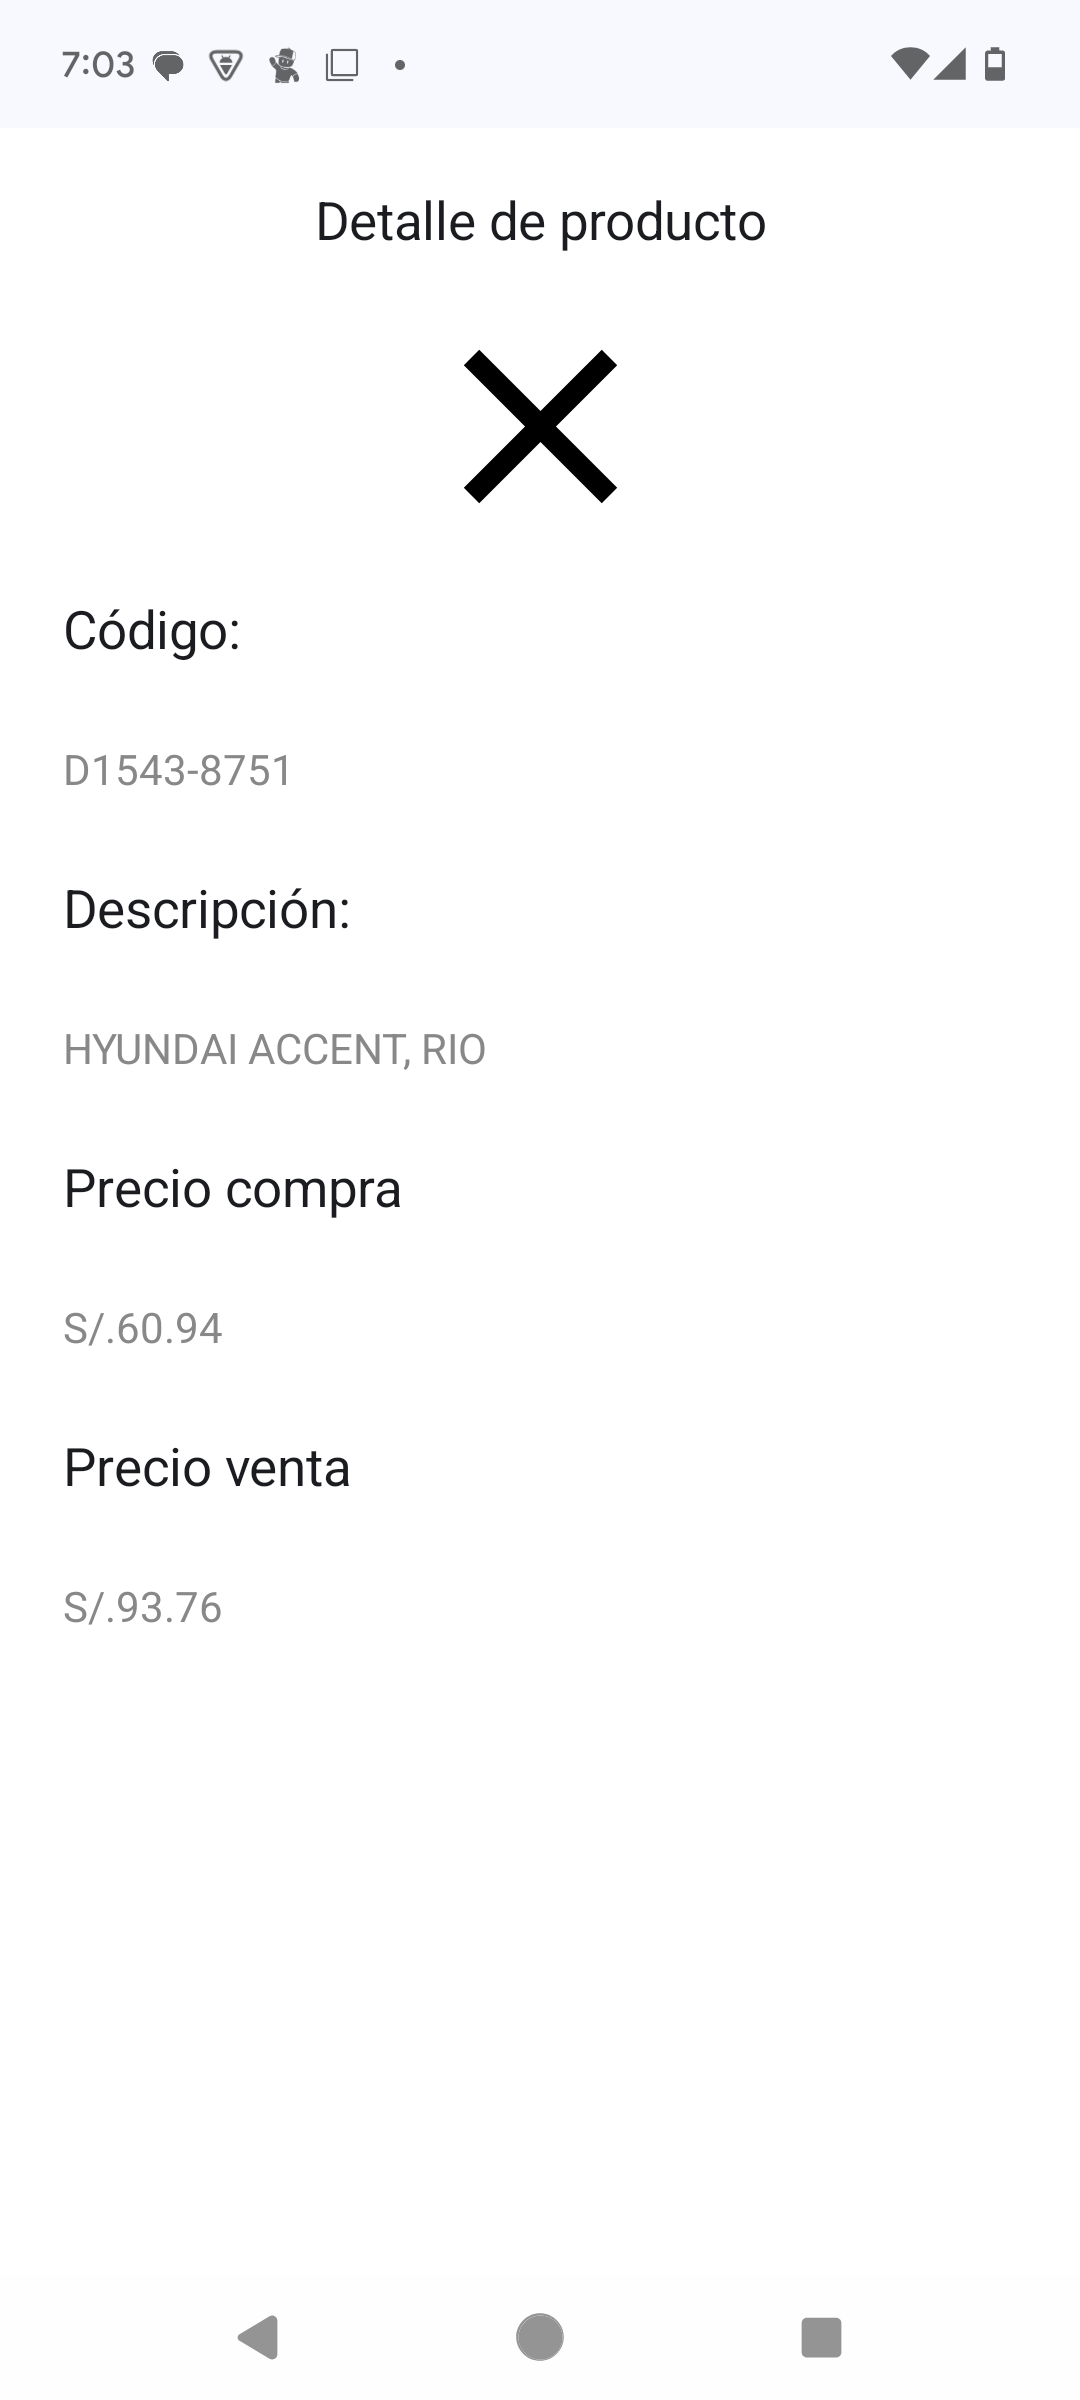 7:03
Detalle de producto
Código:
D1543-8751
Descripción:
HYUNDAI ACCENT, RIO
Precio compra
S/.60.94
Precio venta
S/.93.76